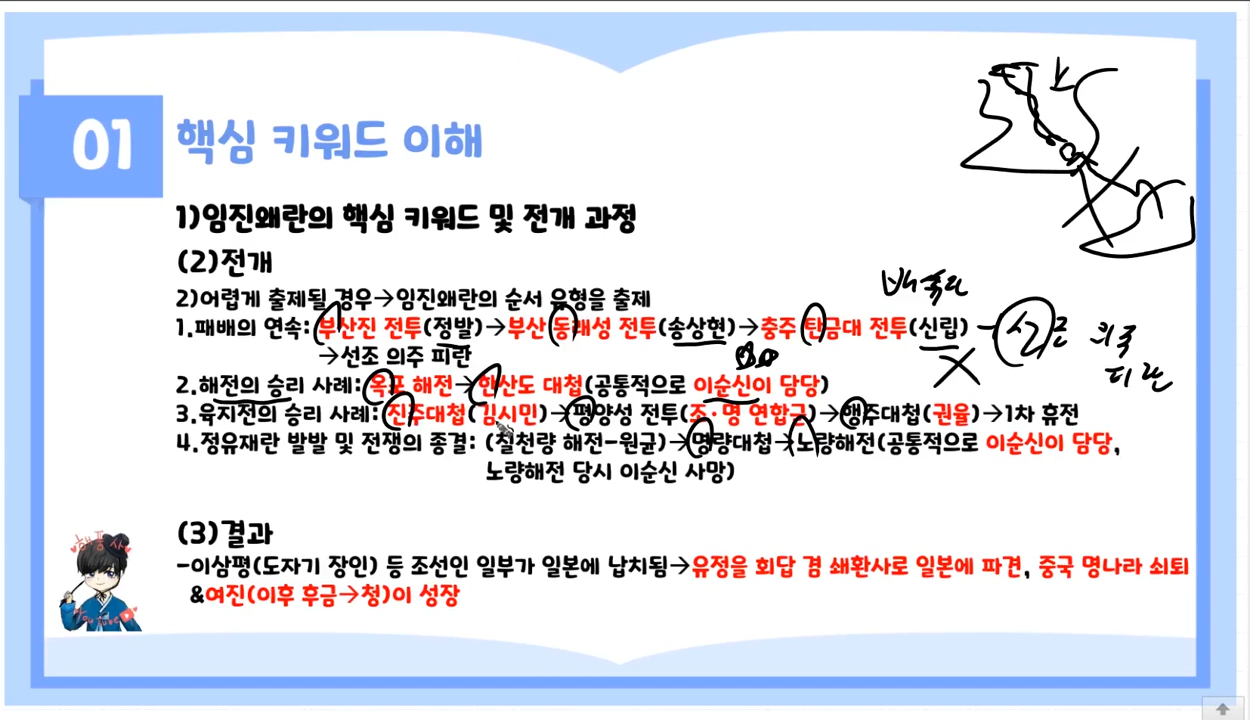 01 핵심 키워드 이해
1)임진왜란의 핵심 키워드 및 전개 과정
(2)전개
2)어렵게 출제될 경우→임진왜란의 순서 유형을 출제
배수진
1.패배의 연속: 부산진 전투(정발)→부산 동래성 전투(송상현)→충주 탄금대 전투(신립)
의주
→선조 의주 피란
피란
2.해전의 승리 사례: 옥포 해전→한산도 대첩(공통적으로 이순신이 담당)
3.육지전의 승리 사례: 진주대첩(김시민)→평양성 전투(조·명 연합군)→행주대첩(권율)→1차 휴전
4.정유재란 발발 및 전쟁의 종결: (칠천량 해전-원균)→명량대첩→노량해전(공통적으로 이순신이 담당,
노량해전 당시 이순신 사망)
(3)결과
-이삼평(도자기 장인) 등 조선인 일부가 일본에 납치됨→유정을 회답 겸 쇄환사로 일본에 파견, 중국 명나라 쇠퇴
&여진(이후 후금→청)이 성장
해품사
YouTube